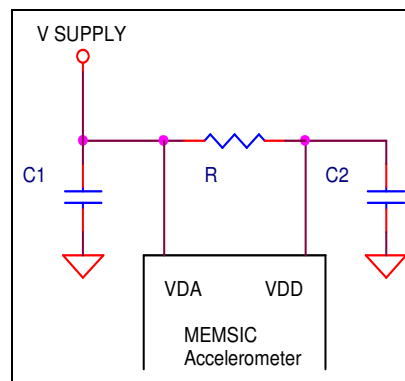 V SUPPLY
C1
R
C2
VDA
VDD
MEMSIC
Accelerometer